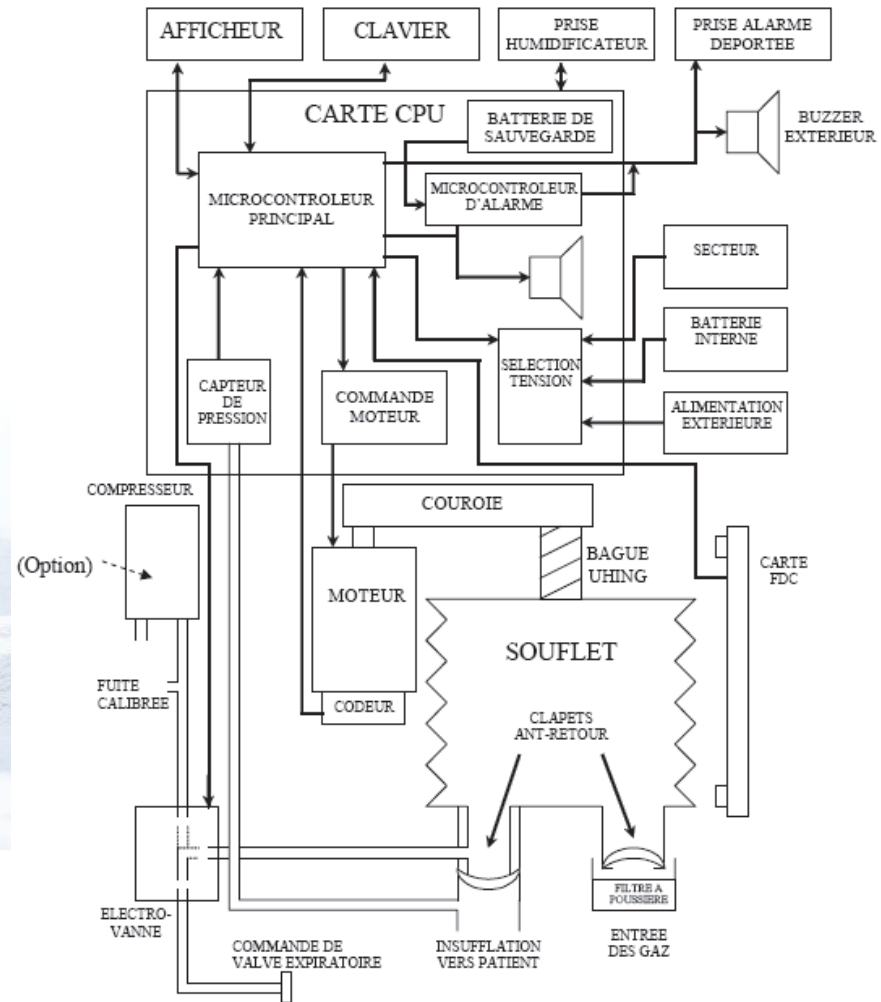 AFFICHEUR
CLAVIER
PRISE
HUMIDIFICATEUR
PRISE ALARME
DEPORTEE
CARTE CPU
BATTERIE DE
SAUVEGARDE
BUZZER
EXTERIEUR
MICROCONTROLEUR
PRINCIPAL
MICROCONTROLEUR
D'ALARME
SECTEUR
BATTERIE
INTERNE
SELECTION
TENSION
ALIMENTATION
EXTERIEURE
CAPTEUR
DE
PRESSION
COMMANDE
MOTEUR
COMPRESSEUR
(Option)
COUROIE
BAGUE
UHING
CARTE
FDC
MOTEUR
SOUFLET
FUITE
CALIBREE
CODEUR
CLAPETS
ANT-RETOUR
ELECTRO-
VANNE
FILTRE A
POUSSIERE
COMMANDE DE
VALVE EXPIRATOIRE
INSUFFLATION
VERS PATIENT
ENTREE
DES GAZ